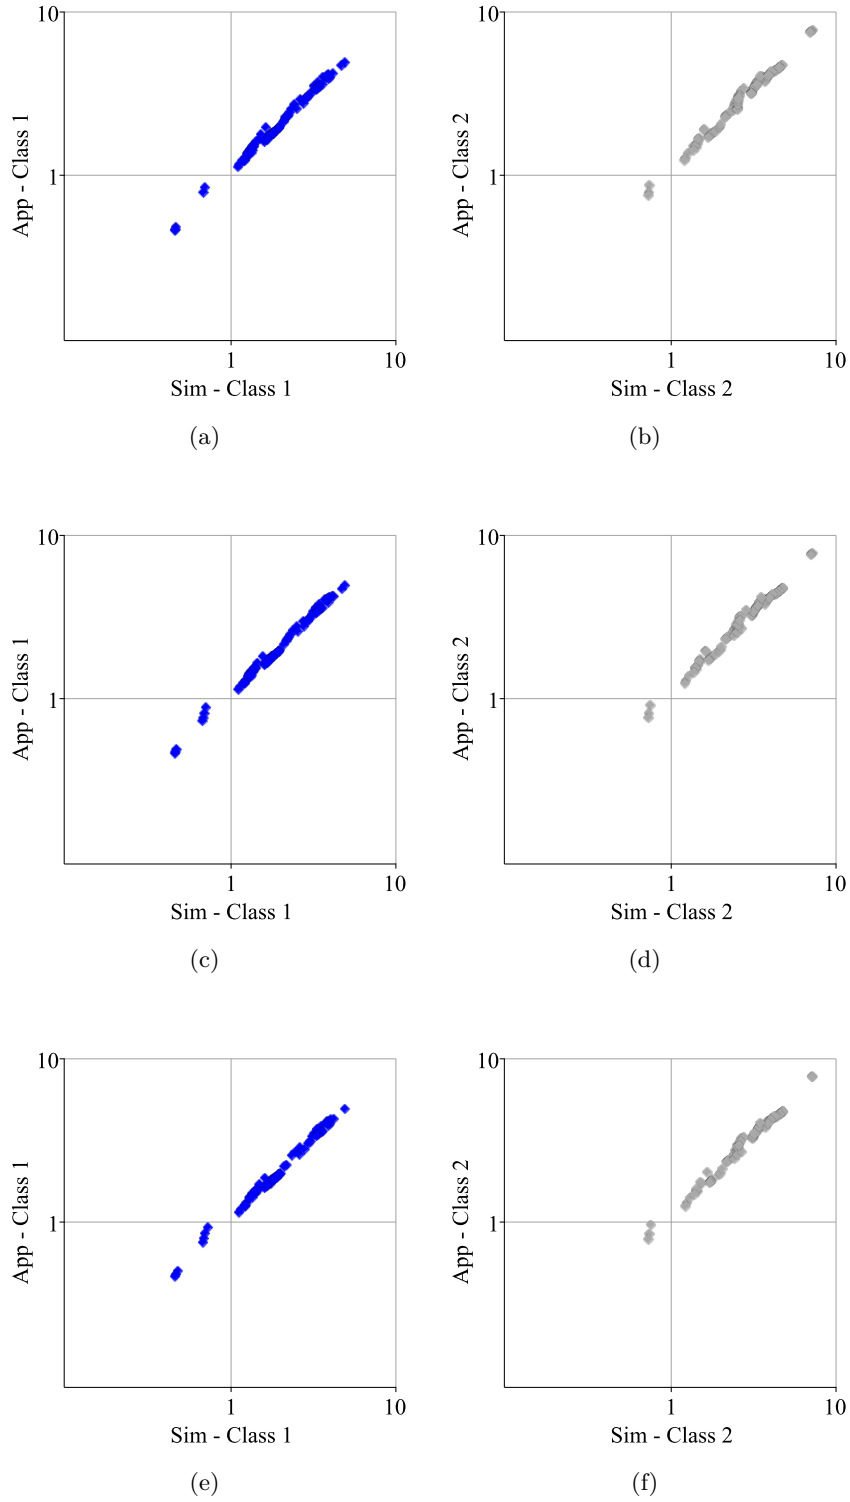 10
10
App - Class 1
App - Class 2
1
1
1
10
1
10
Sim - Class 1
Sim - Class 2
(a)
(b)
10
10
App - Class 1
App - Class 2
1
1
1
10
1
10
Sim - Class 1
Sim - Class 2
(c)
(d)
10
10
App - Class 1
App - Class 2
1
1
1
10
1
10
Sim - Class 1
Sim - Class 2
(e)
(f)